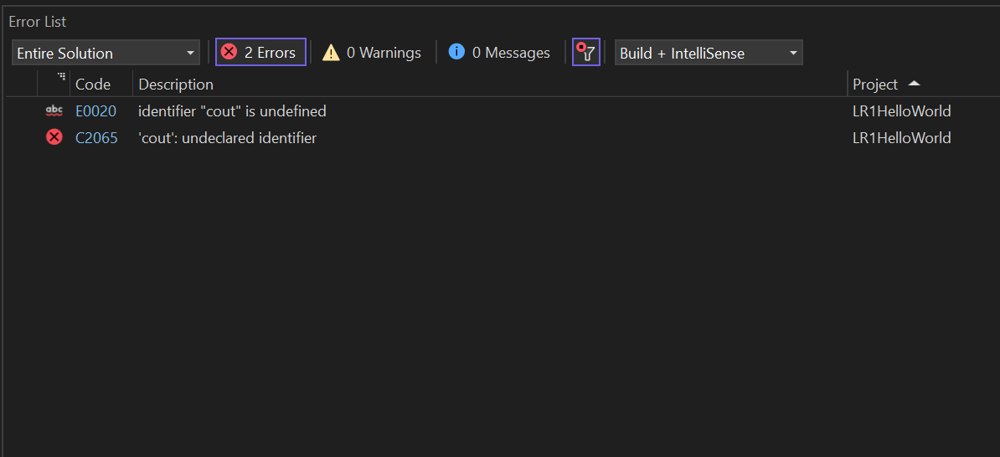 Error List
Entire Solution 2 Errors 0 Warnings 0 Messages Build + IntelliSense
Code Description Project
abc E0020 identifier "cout" is undefined LR1HelloWorld
C2065 'cout': undeclared identifier LR1HelloWorld